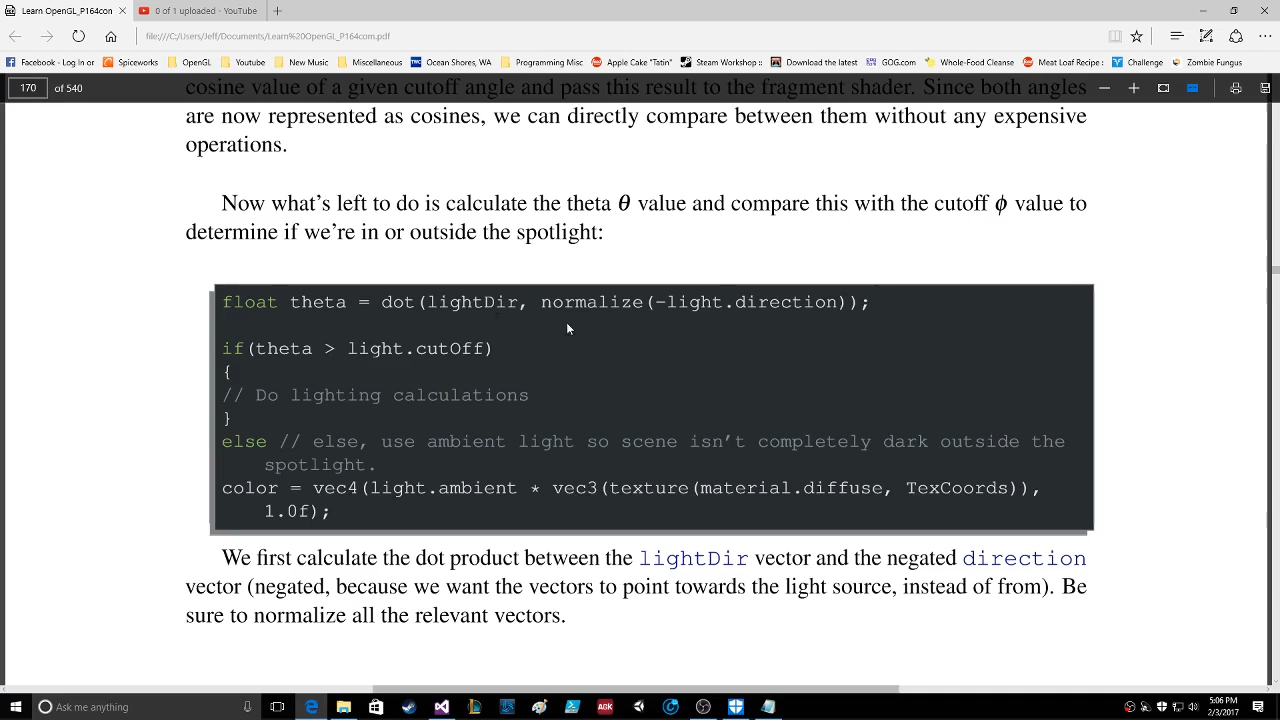 Learn OpenGL_P164con
0 of 1 uploaded - YouTube
file:///C:/Users/Jeff/Documents/Learn%20OpenGL_P164com.pdf
Facebook - Log In or
Spiceworks
OpenGL
Youtube
New Music
Miscellaneous
Ocean Shores, WA
Programming Misc
Apple Cake "Tatin"
Steam Workshop ::
Download the latest
GOG.com
Whole-Food Cleanse
Meat Loaf Recipe :
Challenge
Zombie Fungus
170 of 540
cosine value of a given cutoff angle and pass this result to the fragment shader. Since both angles
are now represented as cosines, we can directly compare between them without any expensive
operations.
Now what's left to do is calculate the theta θ value and compare this with the cutoff ϕ value to
determine if we're in or outside the spotlight:
float theta = dot(lightDir, normalize(-light.direction));
if(theta > light.cutOff)
{
// Do lighting calculations
}
else // else, use ambient light so scene isn't completely dark outside the
spotlight.
color = vec4(light.ambient * vec3(texture(material.diffuse, TexCoords)),
1.0f);
We first calculate the dot product between the lightDir vector and the negated direction
vector (negated, because we want the vectors to point towards the light source, instead of from). Be
sure to normalize all the relevant vectors.
Ask me anything
AGK
5:06 PM
2/3/2017